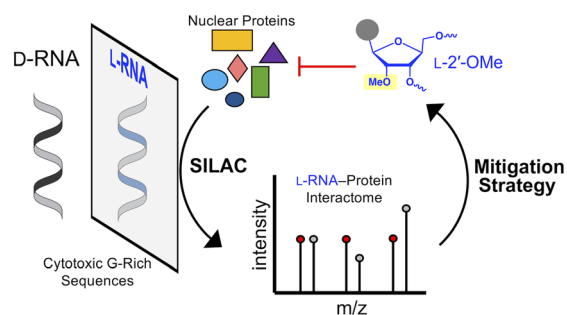 Nuclear Proteins
D-RNA
L-RNA
O
O
L-2′-OMe
MeO
O
SILAC
Mitigation
Strategy
L-RNA–Protein
Interactome
intensity
m/z
Cytotoxic G-Rich
Sequences